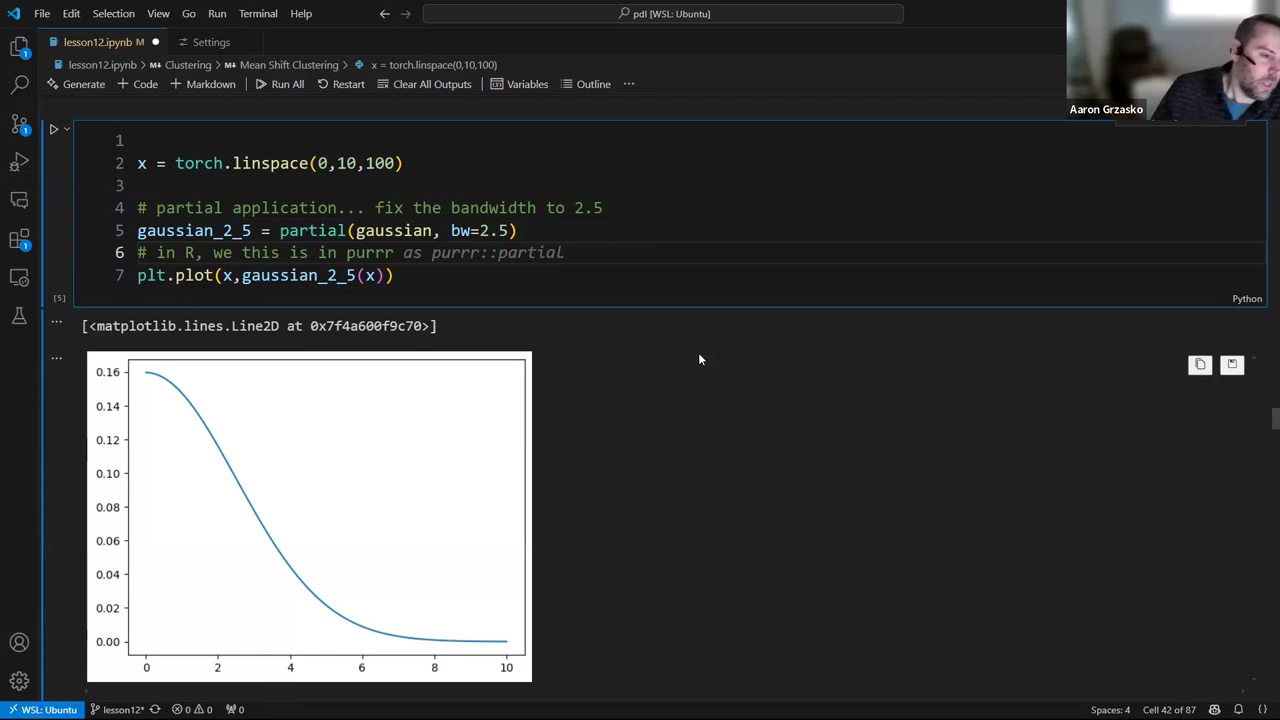 File Edit Selection View Go Run Terminal Help
pdl [WSL: Ubuntu]
lesson12.ipynb M
Settings
lesson12.ipynb > Clustering > Mean Shift Clustering > x = torch.linspace(0,10,100)
Generate + Code + Markdown Run All Restart Clear All Outputs Variables Outline ...
Aaron Grzasko
1
2 x = torch.linspace(0,10,100)
3
4 # partial application... fix the bandwidth to 2.5
5 gaussian_2_5 = partial(gaussian, bw=2.5)
6 # in R, we this is in purrr as purrr::partial
7 plt.plot(x,gaussian_2_5(x))
[5]
Python
[<matplotlib.lines.Line2D at 0x7f4a600f9c70>]
0.16
0.14
0.12
0.10
0.08
0.06
0.04
0.02
0.00
0 2 4 6 8 10
WSL: Ubuntu lesson12* 0 0 0 Spaces: 4 Cell 42 of 87
1
1
1